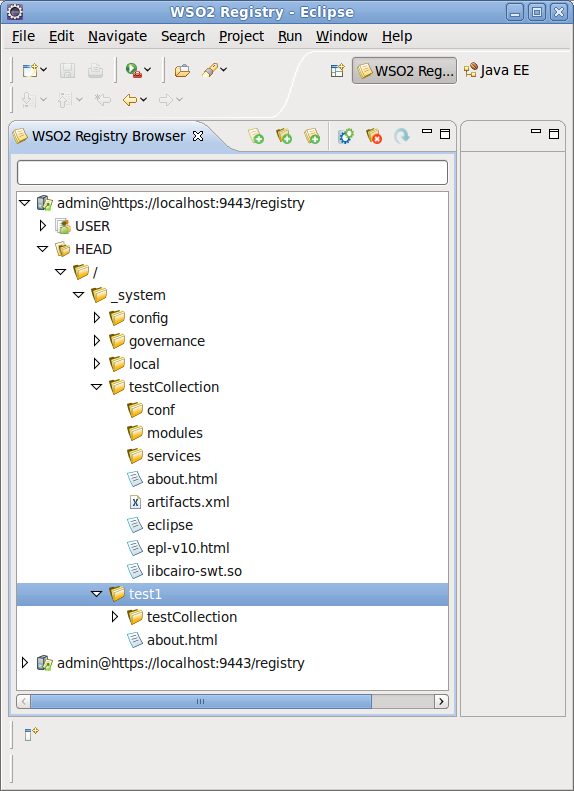 WSO2 Registry - Eclipse
File Edit Navigate Search Project Run Window Help
WSO2 Reg... Java EE
WSO2 Registry Browser
admin@https://localhost:9443/registry
USER
HEAD
/
_system
config
governance
local
testCollection
conf
modules
services
about.html
artifacts.xml
eclipse
epl-v10.html
libcairo-swt.so
test1
testCollection
about.html
admin@https://localhost:9443/registry